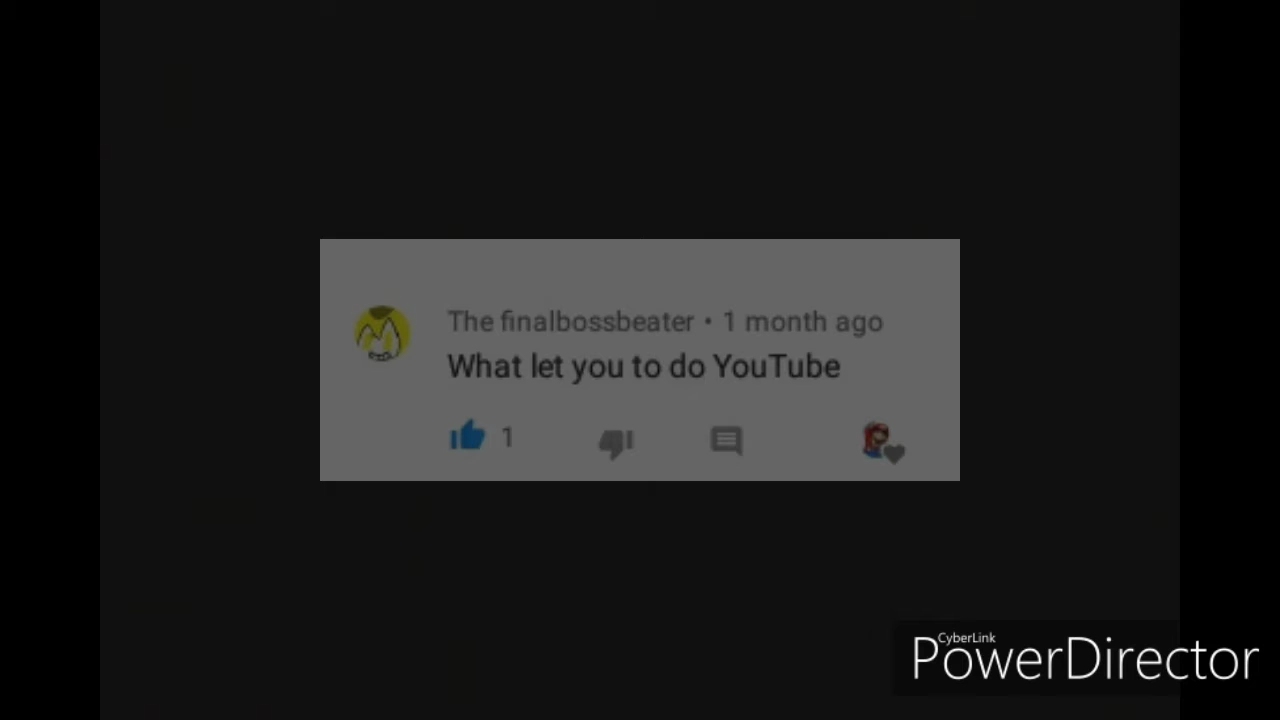 The finalbossbeater • 1 month ago
What let you to do YouTube
1
CyberLink
PowerDirector